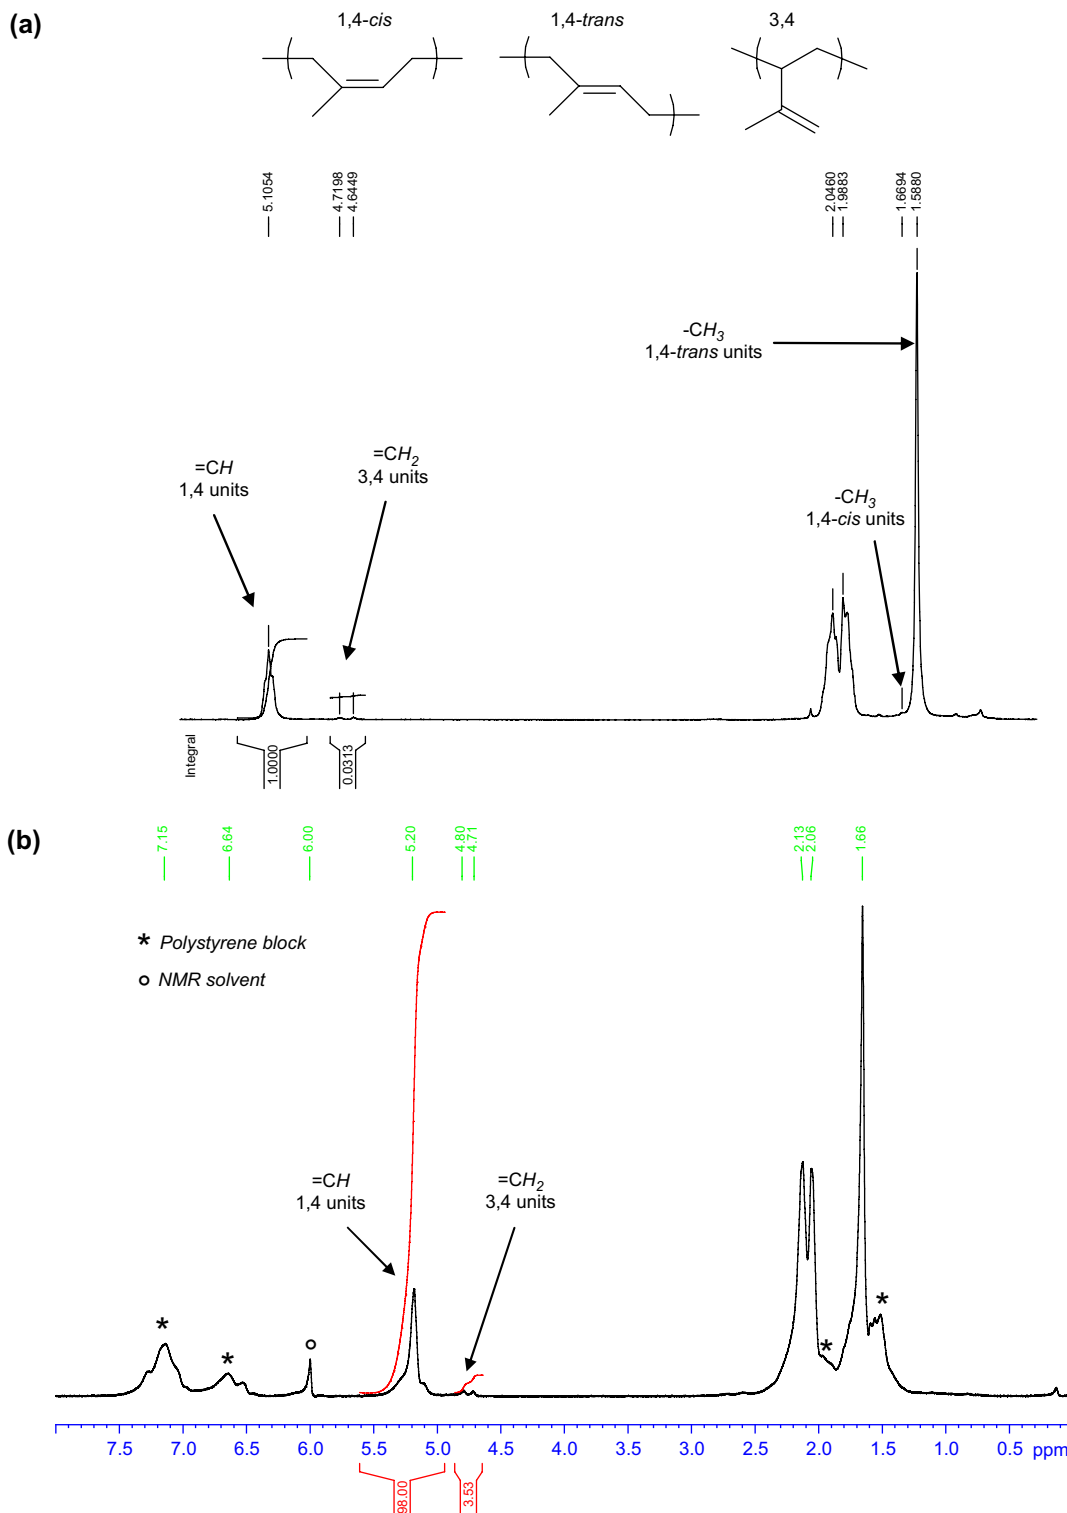 (a)
1,4-cis
1,4-trans
3,4
5.1054
4.7198
4.6449
2.0460
1.9883
1.6694
1.5880
-CH3
1,4-trans units
=CH
1,4 units
=CH2
3,4 units
-CH3
1,4-cis units
Integral
1.0000
0.0313
(b)
7.15
6.64
6.00
5.20
4.80
4.71
2.13
2.06
1.66
* Polystyrene block
o NMR solvent
=CH
1,4 units
=CH2
3,4 units
*
*
o
*
*
7.5 7.0 6.5 6.0 5.5 5.0 4.5 4.0 3.5 3.0 2.5 2.0 1.5 1.0 0.5 ppm
98.00
3.53